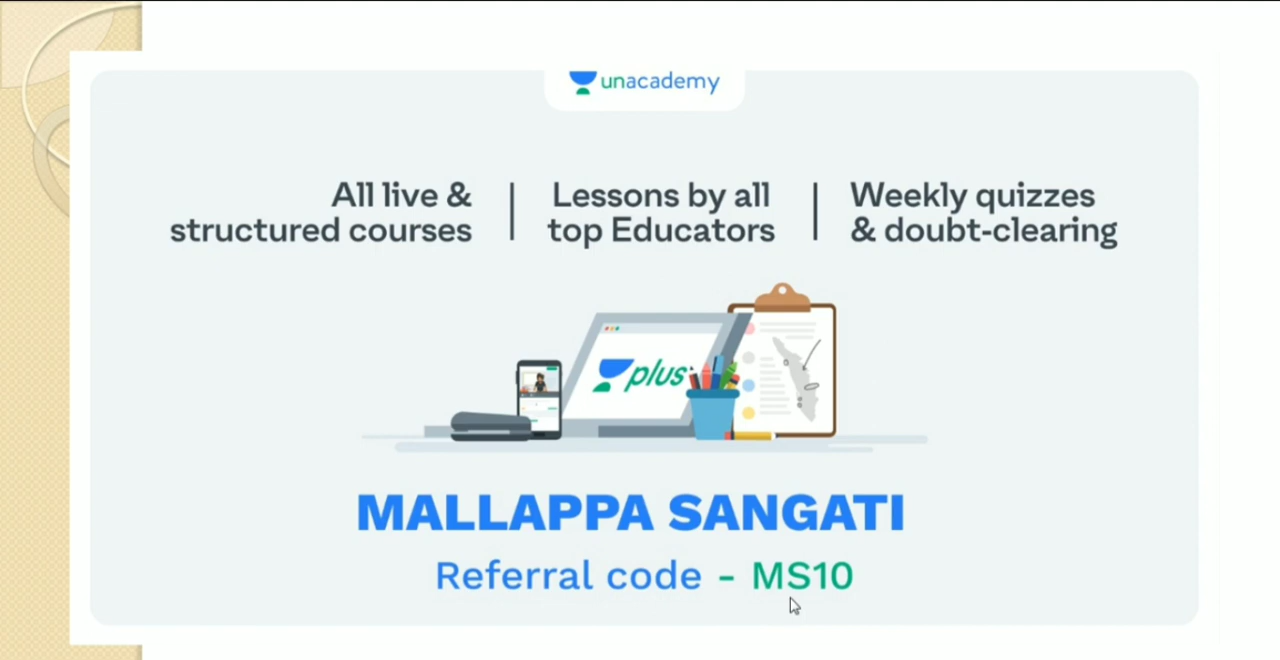 unacademy
All live &
structured courses
Lessons by all
top Educators
Weekly quizzes
& doubt-clearing
plus
MALLAPPA SANGATI
Referral code - MS10